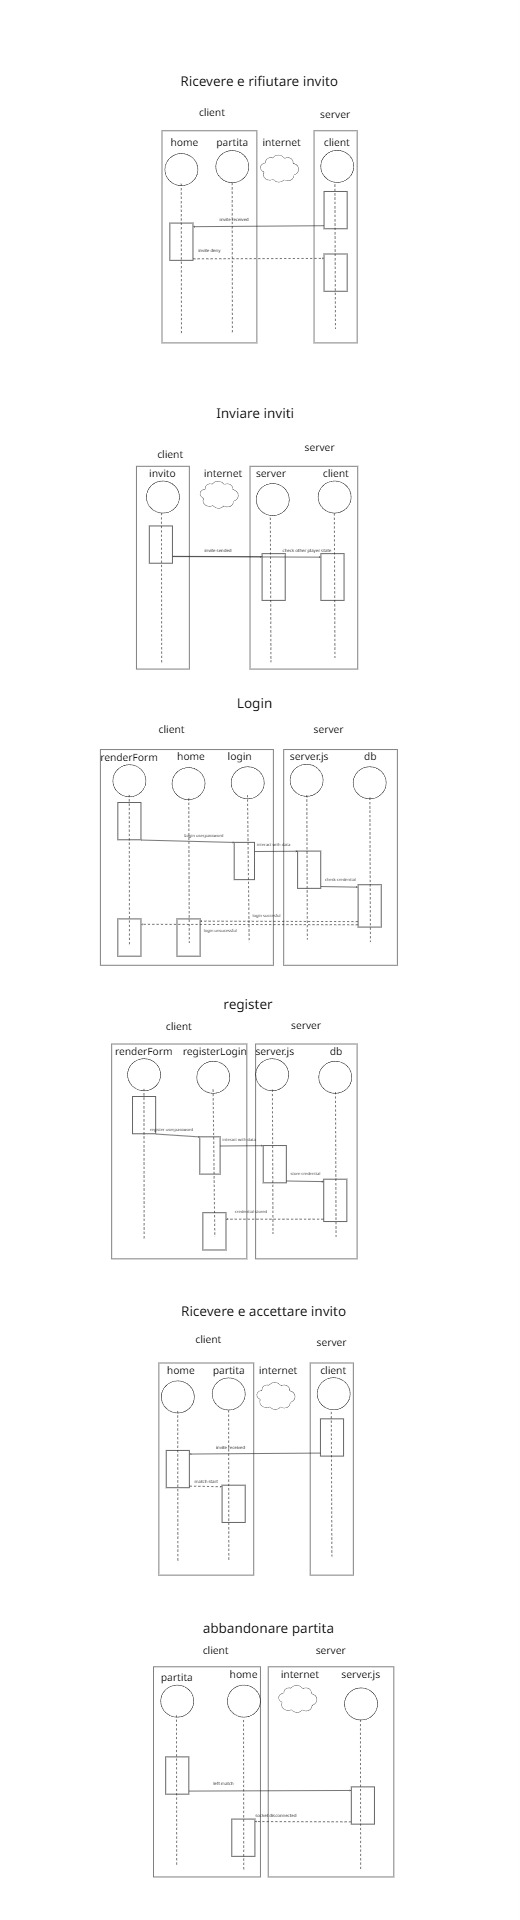 Ricevere e rifiutare invito
client
server
home
partita
internet
client
invite received
invite deny
Inviare inviti
client
server
invito
internet
server
client
invite sended
check other player state
Login
client
server
renderForm
home
login
server.js
db
login user,password
interact with data
check credential
login succesful
login unsuccessful
register
client
server
renderForm
registerLogin
server.js
db
register user,password
interact with data
store credential
credential stored
Ricevere e accettare invito
client
server
home
partita
internet
client
invite received
match start
abbandonare partita
client
server
partita
home
internet
server.js
left match
socket disconnected